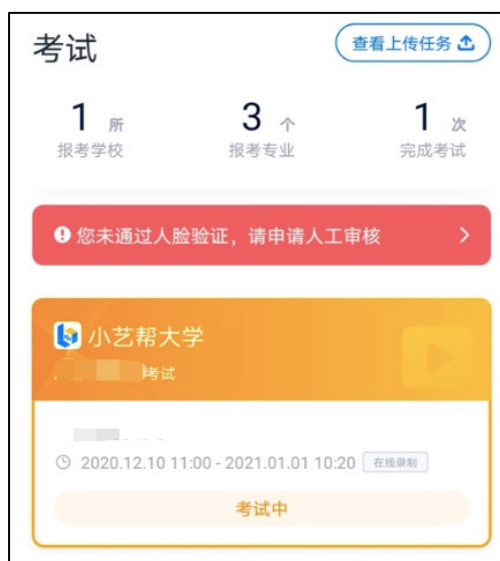 考试
查看上传任务
1 所 3 个 1 次
报考学校 报考专业 完成考试
您未通过人脸验证，请申请人工审核
小艺帮大学
考试
2020.12.10 11:00 - 2021.01.01 10:20 在线录制
考试中